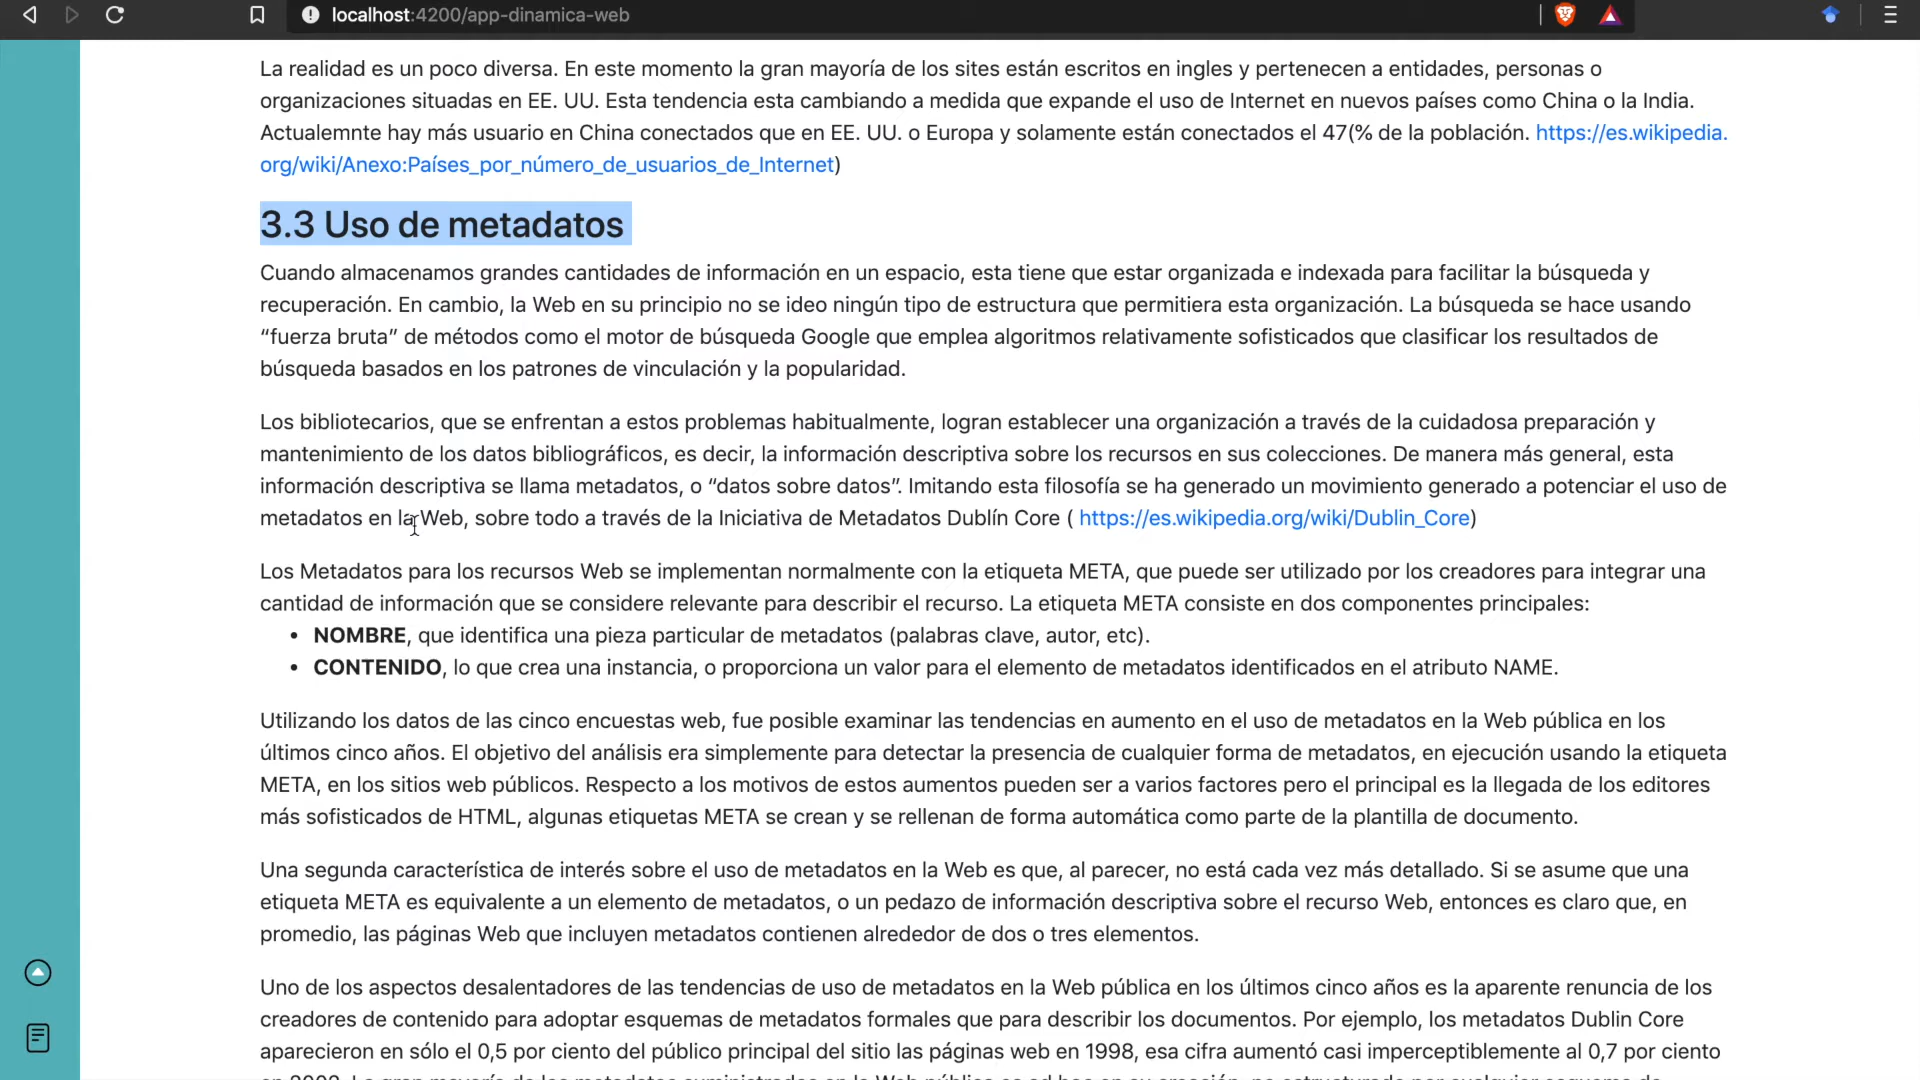 localhost:4200/app-dinamica-web
La realidad es un poco diversa. En este momento la gran mayoría de los sites están escritos en ingles y pertenecen a entidades, personas o
organizaciones situadas en EE. UU. Esta tendencia esta cambiando a medida que expande el uso de Internet en nuevos países como China o la India.
Actualemnte hay más usuario en China conectados que en EE. UU. o Europa y solamente están conectados el 47(% de la población. https://es.wikipedia.
org/wiki/Anexo:Países_por_número_de_usuarios_de_Internet)
3.3 Uso de metadatos
Cuando almacenamos grandes cantidades de información en un espacio, esta tiene que estar organizada e indexada para facilitar la búsqueda y
recuperación. En cambio, la Web en su principio no se ideo ningún tipo de estructura que permitiera esta organización. La búsqueda se hace usando
“fuerza bruta” de métodos como el motor de búsqueda Google que emplea algoritmos relativamente sofisticados que clasificar los resultados de
búsqueda basados en los patrones de vinculación y la popularidad.
Los bibliotecarios, que se enfrentan a estos problemas habitualmente, logran establecer una organización a través de la cuidadosa preparación y
mantenimiento de los datos bibliográficos, es decir, la información descriptiva sobre los recursos en sus colecciones. De manera más general, esta
información descriptiva se llama metadatos, o “datos sobre datos”. Imitando esta filosofía se ha generado un movimiento generado a potenciar el uso de
metadatos en la Web, sobre todo a través de la Iniciativa de Metadatos Dublín Core ( https://es.wikipedia.org/wiki/Dublin_Core)
Los Metadatos para los recursos Web se implementan normalmente con la etiqueta META, que puede ser utilizado por los creadores para integrar una
cantidad de información que se considere relevante para describir el recurso. La etiqueta META consiste en dos componentes principales:
• NOMBRE, que identifica una pieza particular de metadatos (palabras clave, autor, etc).
• CONTENIDO, lo que crea una instancia, o proporciona un valor para el elemento de metadatos identificados en el atributo NAME.
Utilizando los datos de las cinco encuestas web, fue posible examinar las tendencias en aumento en el uso de metadatos en la Web pública en los
últimos cinco años. El objetivo del análisis era simplemente para detectar la presencia de cualquier forma de metadatos, en ejecución usando la etiqueta
META, en los sitios web públicos. Respecto a los motivos de estos aumentos pueden ser a varios factores pero el principal es la llegada de los editores
más sofisticados de HTML, algunas etiquetas META se crean y se rellenan de forma automática como parte de la plantilla de documento.
Una segunda característica de interés sobre el uso de metadatos en la Web es que, al parecer, no está cada vez más detallado. Si se asume que una
etiqueta META es equivalente a un elemento de metadatos, o un pedazo de información descriptiva sobre el recurso Web, entonces es claro que, en
promedio, las páginas Web que incluyen metadatos contienen alrededor de dos o tres elementos.
Uno de los aspectos desalentadores de las tendencias de uso de metadatos en la Web pública en los últimos cinco años es la aparente renuncia de los
creadores de contenido para adoptar esquemas de metadatos formales que para describir los documentos. Por ejemplo, los metadatos Dublin Core
aparecieron en sólo el 0,5 por ciento del público principal del sitio las páginas web en 1998, esa cifra aumentó casi imperceptiblemente al 0,7 por ciento